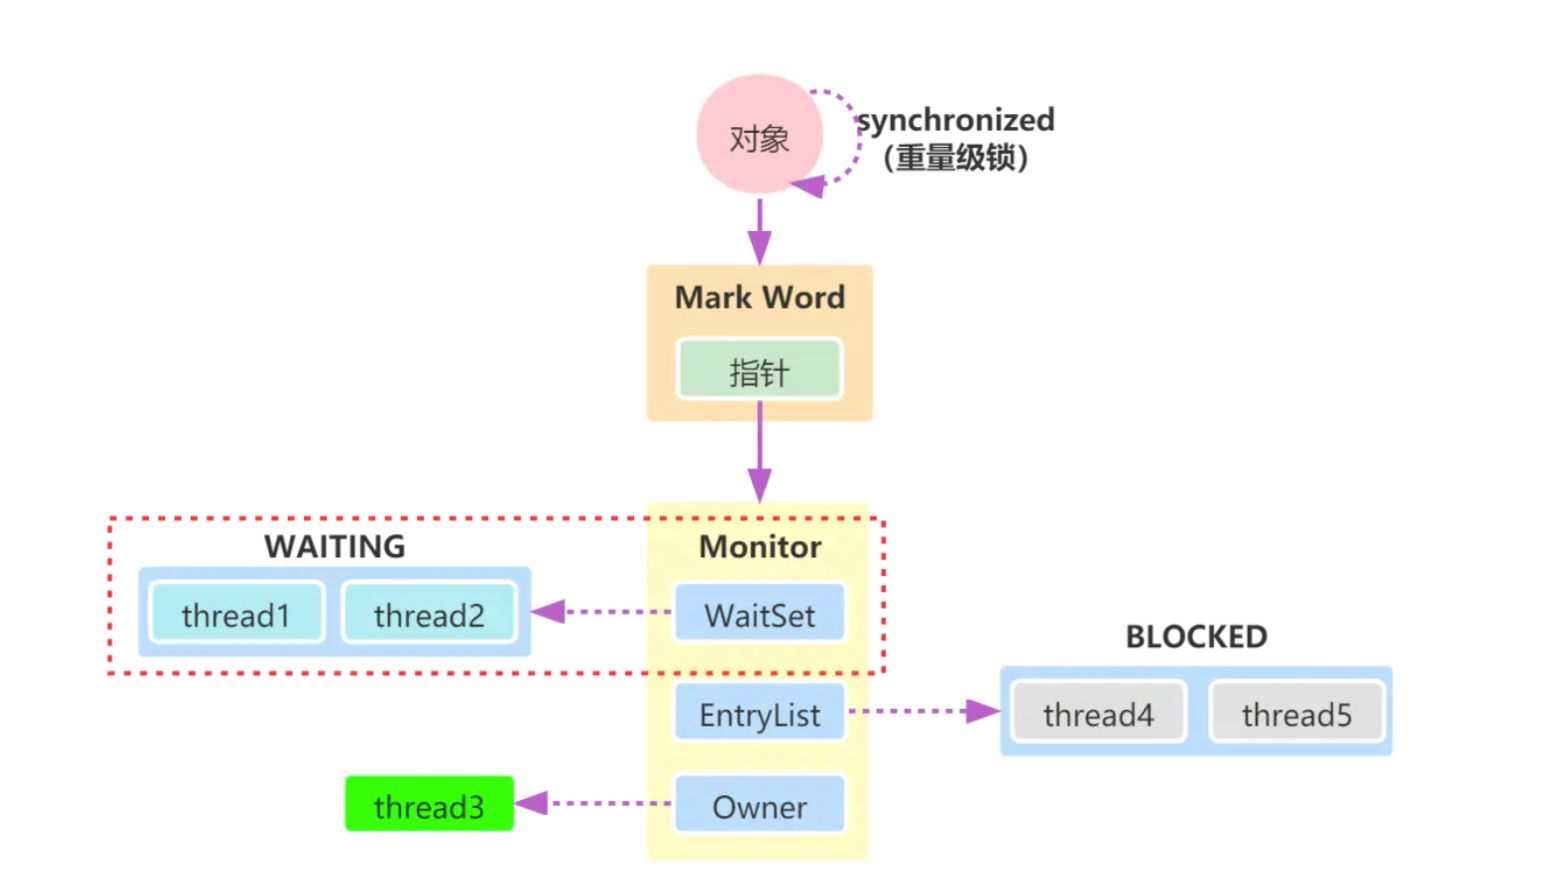 对象
synchronized
（重量级锁）
Mark Word
指针
WAITING
Monitor
thread1
thread2
WaitSet
BLOCKED
EntryList
thread4
thread5
thread3
Owner